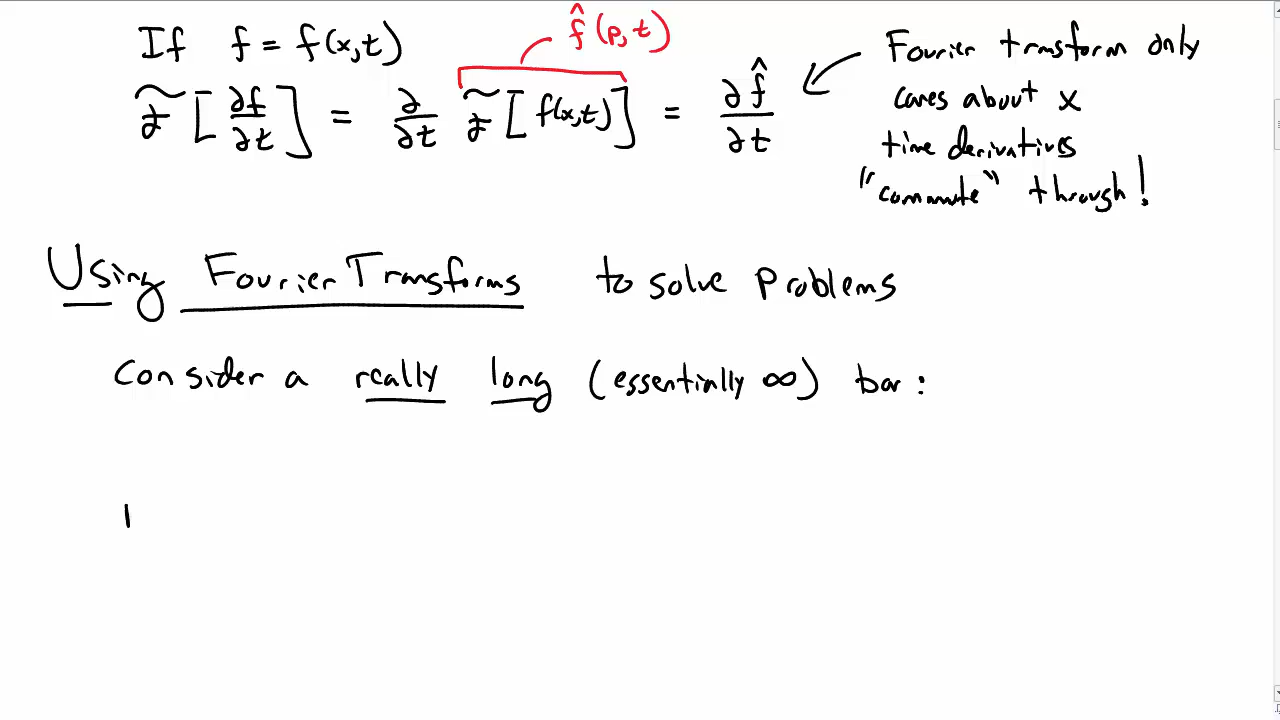 If f = f(x,t)
f̂(p,t)
ℱ̃[∂f/∂t] = ∂/∂t ℱ̃[f(x,t)] = ∂f̂/∂t
Fourier transform only
cares about x
time derivatives
"commute" through!
Using Fourier Transforms to solve problems
Consider a really long (essentially ∞) bar: